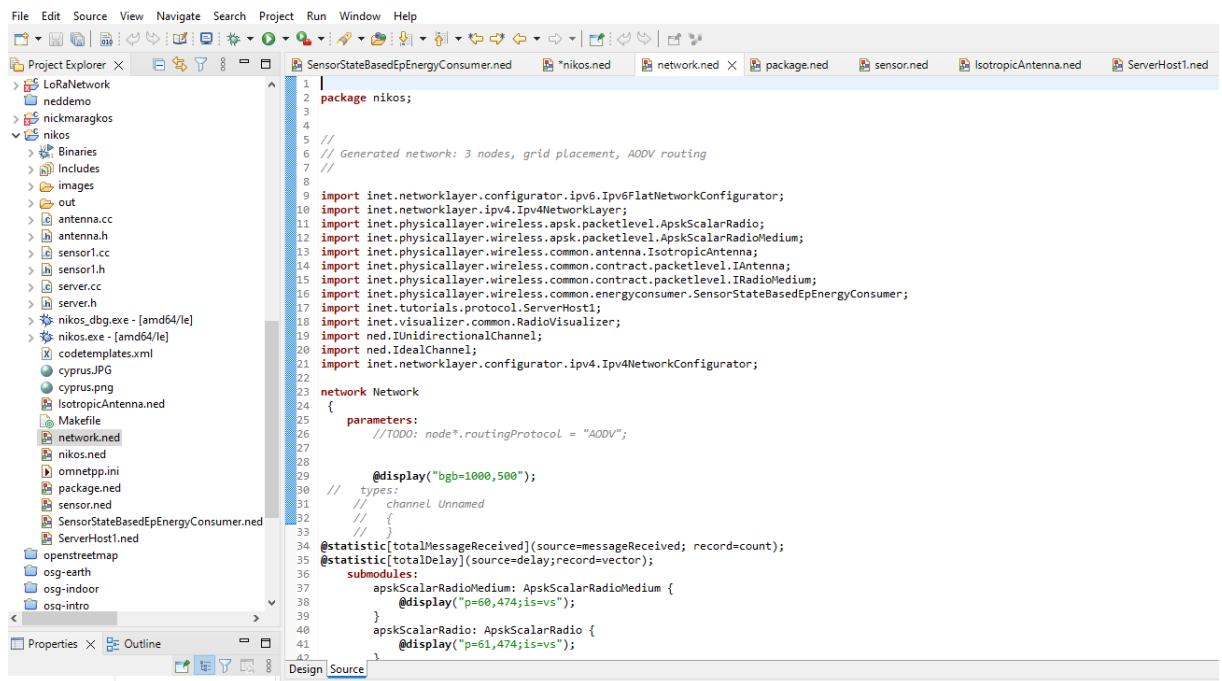 File Edit Source View Navigate Search Project Run Window Help
Project Explorer
SensorStateBasedEpEnergyConsumer.ned
*nikos.ned
network.ned
package.ned
sensor.ned
IsotropicAntenna.ned
ServerHost1.ned
LoRaNetwork
neddemo
nickmaragkos
nikos
Binaries
Includes
images
out
antenna.cc
antenna.h
sensor1.cc
sensor1.h
server.cc
server.h
nikos_dbg.exe - [amd64/le]
nikos.exe - [amd64/le]
codetemplates.xml
cyprus.JPG
cyprus.png
IsotropicAntenna.ned
Makefile
network.ned
nikos.ned
omnetpp.ini
package.ned
sensor.ned
SensorStateBasedEpEnergyConsumer.ned
ServerHost1.ned
openstreetmap
osg-earth
osg-indoor
osg-intro
Properties
Outline
1
2 package nikos;
3
4
5 //
6 // Generated network: 3 nodes, grid placement, AODV routing
7 //
8
9 import inet.networklayer.configurator.ipv6.Ipv6FlatNetworkConfigurator;
10 import inet.networklayer.ipv4.Ipv4NetworkLayer;
11 import inet.physicallayer.wireless.apsk.packetlevel.ApskScalarRadio;
12 import inet.physicallayer.wireless.apsk.packetlevel.ApskScalarRadioMedium;
13 import inet.physicallayer.wireless.common.antenna.IsotropicAntenna;
14 import inet.physicallayer.wireless.common.contract.packetlevel.IAntenna;
15 import inet.physicallayer.wireless.common.contract.packetlevel.IRadioMedium;
16 import inet.physicallayer.wireless.common.energyconsumer.SensorStateBasedEpEnergyConsumer;
17 import inet.tutorials.protocol.ServerHost1;
18 import inet.visualizer.common.RadioVisualizer;
19 import ned.IUnidirectionalChannel;
20 import ned.IdealChannel;
21 import inet.networklayer.configurator.ipv4.Ipv4NetworkConfigurator;
22
23 network Network
24 {
25 parameters:
26 //TODO: node*.routingProtocol = "AODV";
27
28
29 @display("bgb=1000,500");
30 // types:
31 // channel Unnamed
32 // {
33 // }
34 @statistic[totalMessageReceived](source=messageReceived; record=count);
35 @statistic[totalDelay](source=delay;record=vector);
36 submodules:
37 apskScalarRadioMedium: ApskScalarRadioMedium {
38 @display("p=60,474;is=vs");
39 }
40 apskScalarRadio: ApskScalarRadio {
41 @display("p=61,474;is=vs");
42 }
Design Source